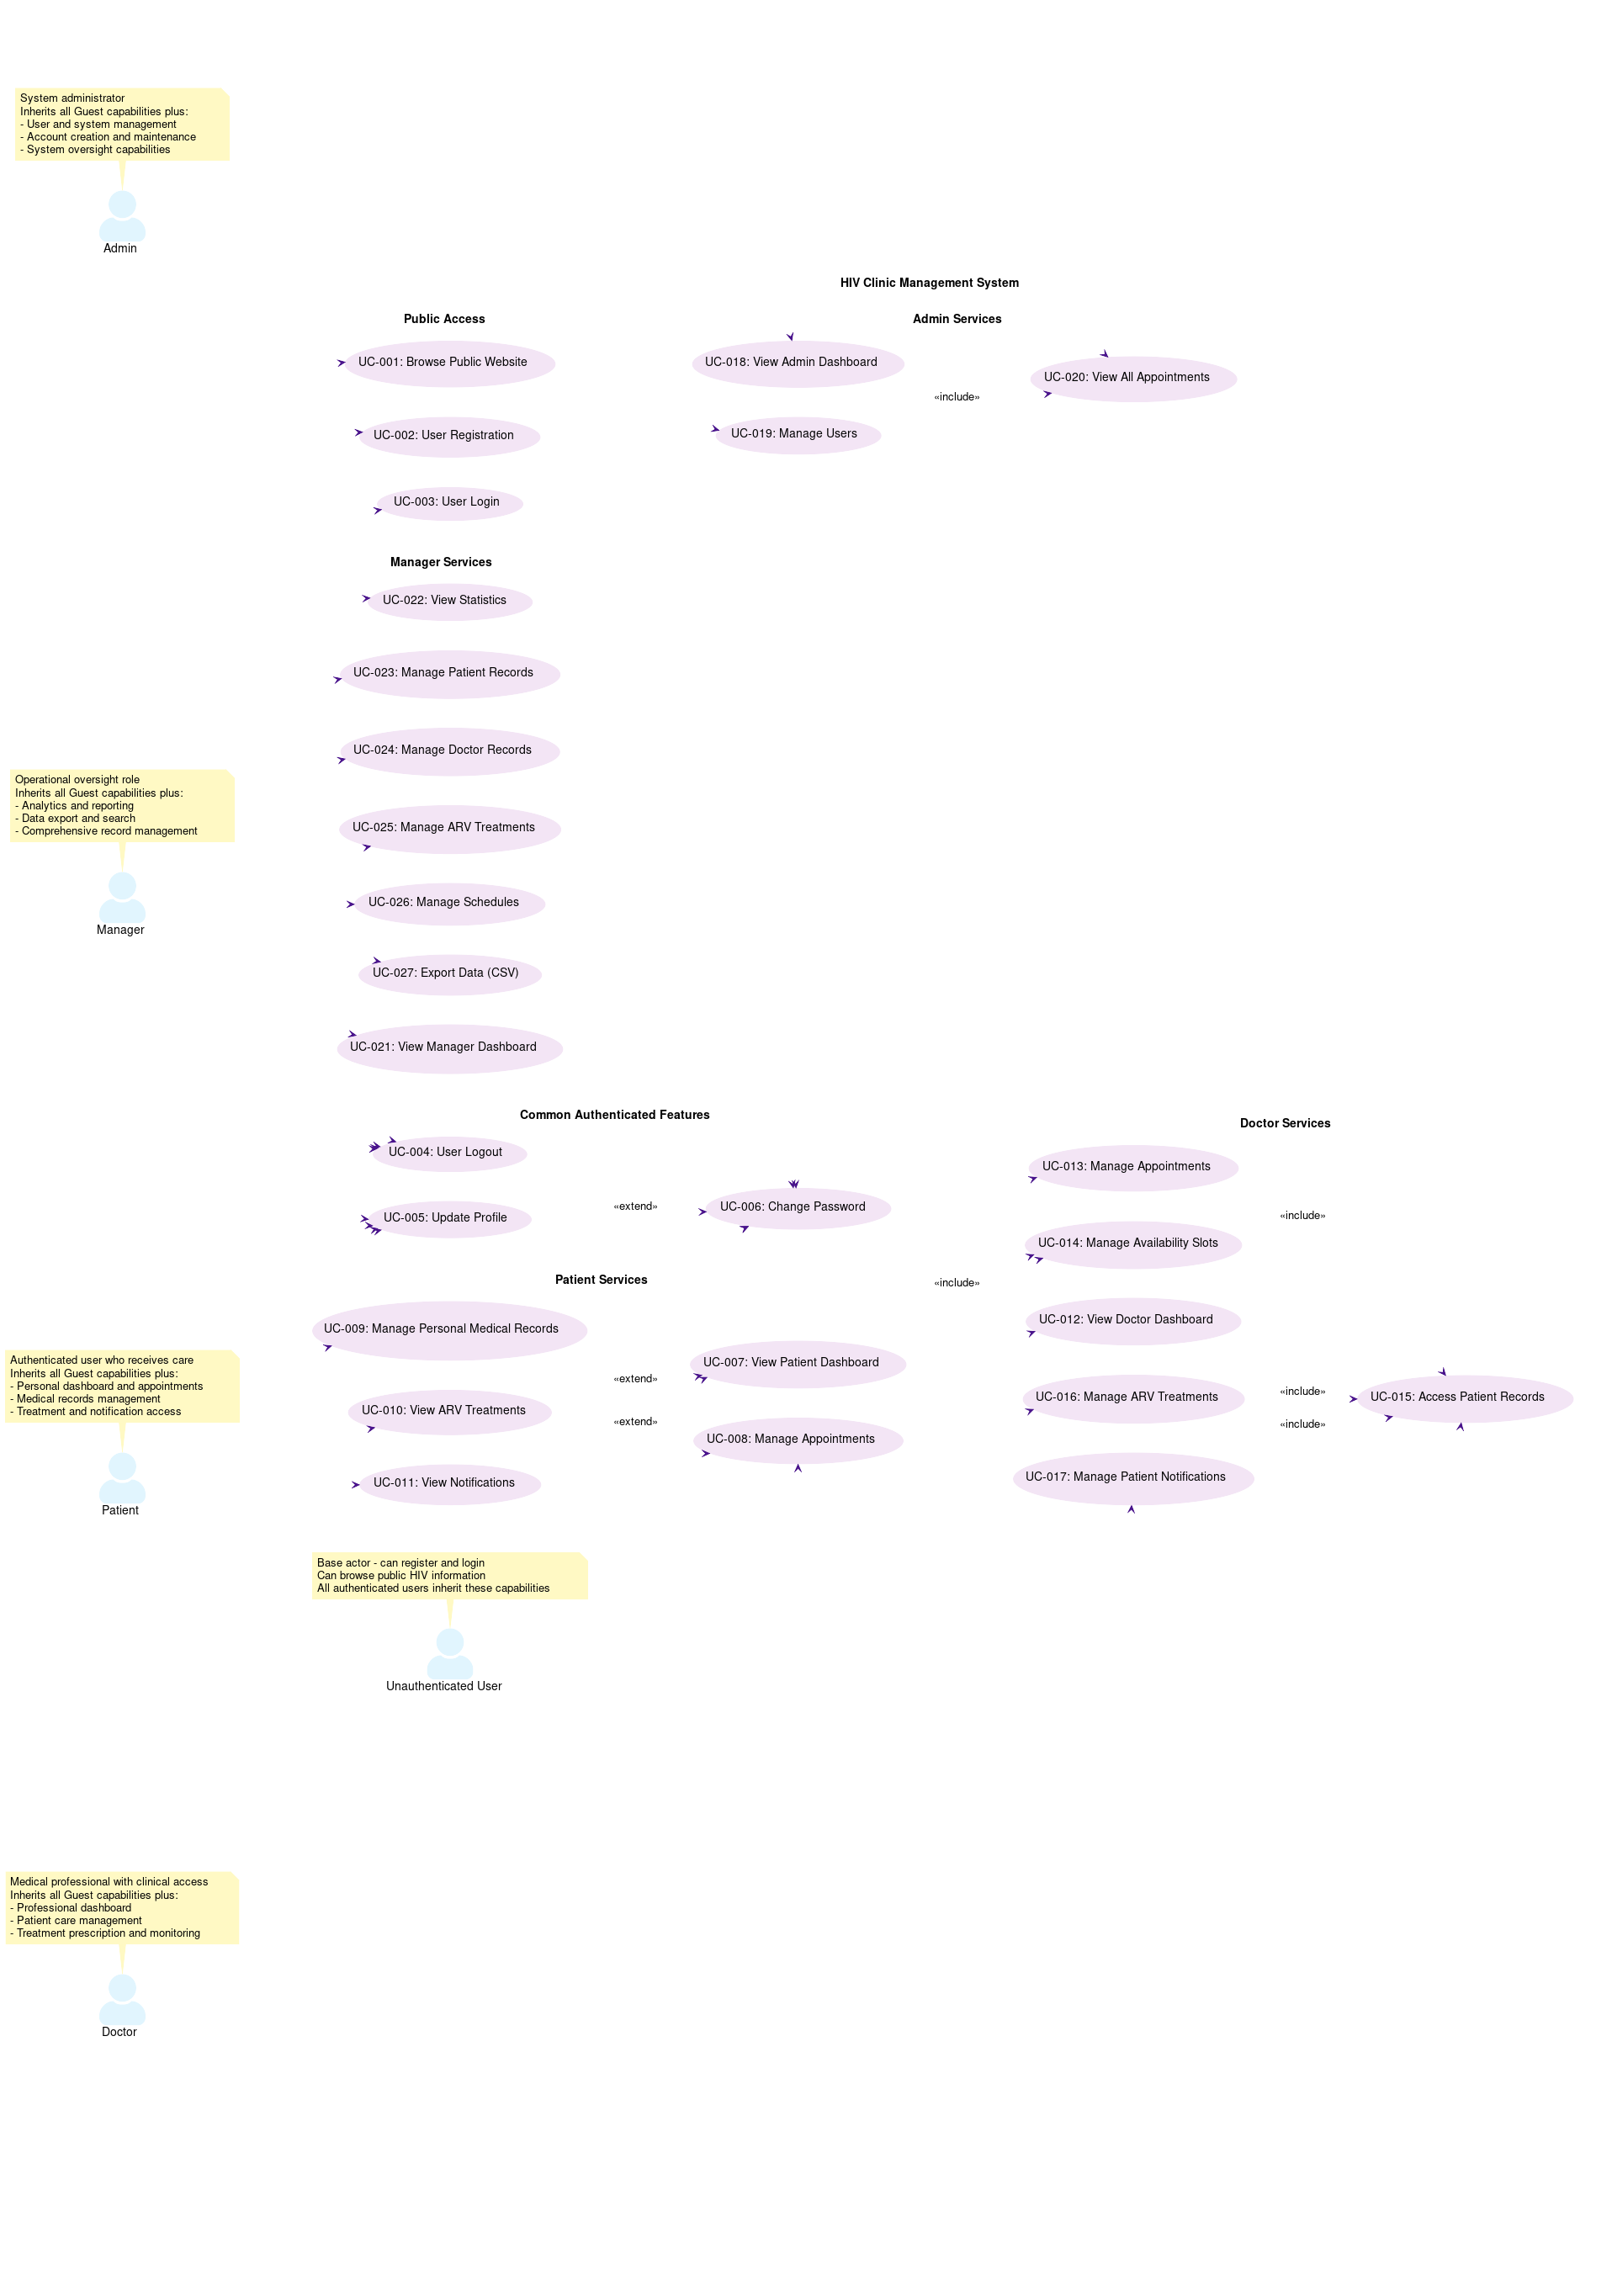 System administrator
Inherits all Guest capabilities plus:
- User and system management
- Account creation and maintenance
- System oversight capabilities
Admin
HIV Clinic Management System
Public Access
Admin Services
UC-001: Browse Public Website
UC-018: View Admin Dashboard
UC-020: View All Appointments
«include»
UC-002: User Registration
UC-019: Manage Users
UC-003: User Login
Manager Services
UC-022: View Statistics
UC-023: Manage Patient Records
UC-024: Manage Doctor Records
Operational oversight role
Inherits all Guest capabilities plus:
- Analytics and reporting
- Data export and search
- Comprehensive record management
Manager
UC-025: Manage ARV Treatments
UC-026: Manage Schedules
UC-027: Export Data (CSV)
UC-021: View Manager Dashboard
Common Authenticated Features
Doctor Services
UC-004: User Logout
UC-013: Manage Appointments
«extend»
UC-006: Change Password
«include»
UC-005: Update Profile
UC-014: Manage Availability Slots
Patient Services
«include»
UC-009: Manage Personal Medical Records
UC-012: View Doctor Dashboard
Authenticated user who receives care
Inherits all Guest capabilities plus:
- Personal dashboard and appointments
- Medical records management
- Treatment and notification access
Patient
UC-007: View Patient Dashboard
«extend»
UC-010: View ARV Treatments
«extend»
UC-016: Manage ARV Treatments
«include»
UC-015: Access Patient Records
«include»
UC-008: Manage Appointments
UC-011: View Notifications
UC-017: Manage Patient Notifications
Base actor - can register and login
Can browse public HIV information
All authenticated users inherit these capabilities
Unauthenticated User
Medical professional with clinical access
Inherits all Guest capabilities plus:
- Professional dashboard
- Patient care management
- Treatment prescription and monitoring
Doctor